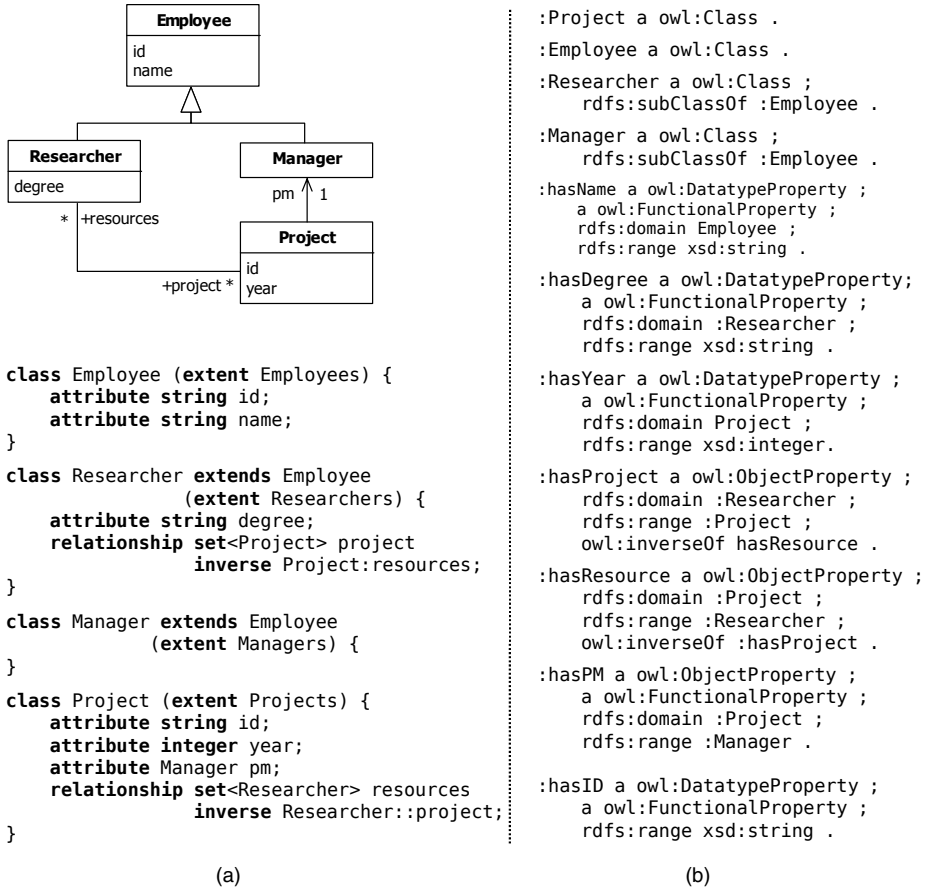 Employee
id
name
Researcher
degree
Manager
pm
1
* +resources
Project
id
year
+project *
class Employee (extent Employees) {
attribute string id;
attribute string name;
}
class Researcher extends Employee
(extent Researchers) {
attribute string degree;
relationship set<Project> project
inverse Project:resources;
}
class Manager extends Employee
(extent Managers) {
}
class Project (extent Projects) {
attribute string id;
attribute integer year;
attribute Manager pm;
relationship set<Researcher> resources
inverse Researcher::project;
}
(a)
:Project a owl:Class .
:Employee a owl:Class .
:Researcher a owl:Class ;
rdfs:subClassOf :Employee .
:Manager a owl:Class ;
rdfs:subClassOf :Employee .
:hasName a owl:DatatypeProperty ;
a owl:FunctionalProperty ;
rdfs:domain Employee ;
rdfs:range xsd:string .
:hasDegree a owl:DatatypeProperty;
a owl:FunctionalProperty ;
rdfs:domain :Researcher ;
rdfs:range xsd:string .
:hasYear a owl:DatatypeProperty ;
a owl:FunctionalProperty ;
rdfs:domain Project ;
rdfs:range xsd:integer.
:hasProject a owl:ObjectProperty ;
rdfs:domain :Researcher ;
rdfs:range :Project ;
owl:inverseOf hasResource .
:hasResource a owl:ObjectProperty ;
rdfs:domain :Project ;
rdfs:range :Researcher ;
owl:inverseOf :hasProject .
:hasPM a owl:ObjectProperty ;
a owl:FunctionalProperty ;
rdfs:domain :Project ;
rdfs:range :Manager .
:hasID a owl:DatatypeProperty ;
a owl:FunctionalProperty ;
rdfs:range xsd:string .
(b)